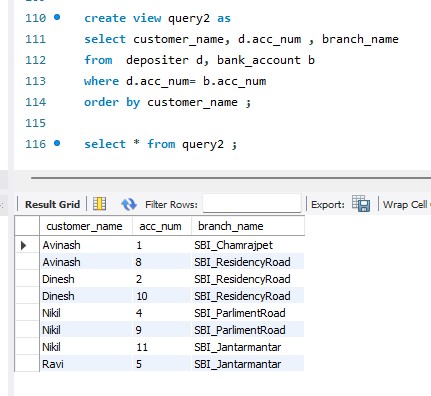 110 create view query2 as
111 select customer_name, d.acc_num , branch_name
112 from depositer d, bank_account b
113 where d.acc_num= b.acc_num
114 order by customer_name ;
115
116 select * from query2 ;
Result Grid Filter Rows: Export: Wrap Cell
customer_name acc_num branch_name
Avinash 1 SBI_Chamrajpet
Avinash 8 SBI_ResidencyRoad
Dinesh 2 SBI_ResidencyRoad
Dinesh 10 SBI_ResidencyRoad
Nikil 4 SBI_ParlimentRoad
Nikil 9 SBI_ParlimentRoad
Nikil 11 SBI_Jantarmantar
Ravi 5 SBI_Jantarmantar